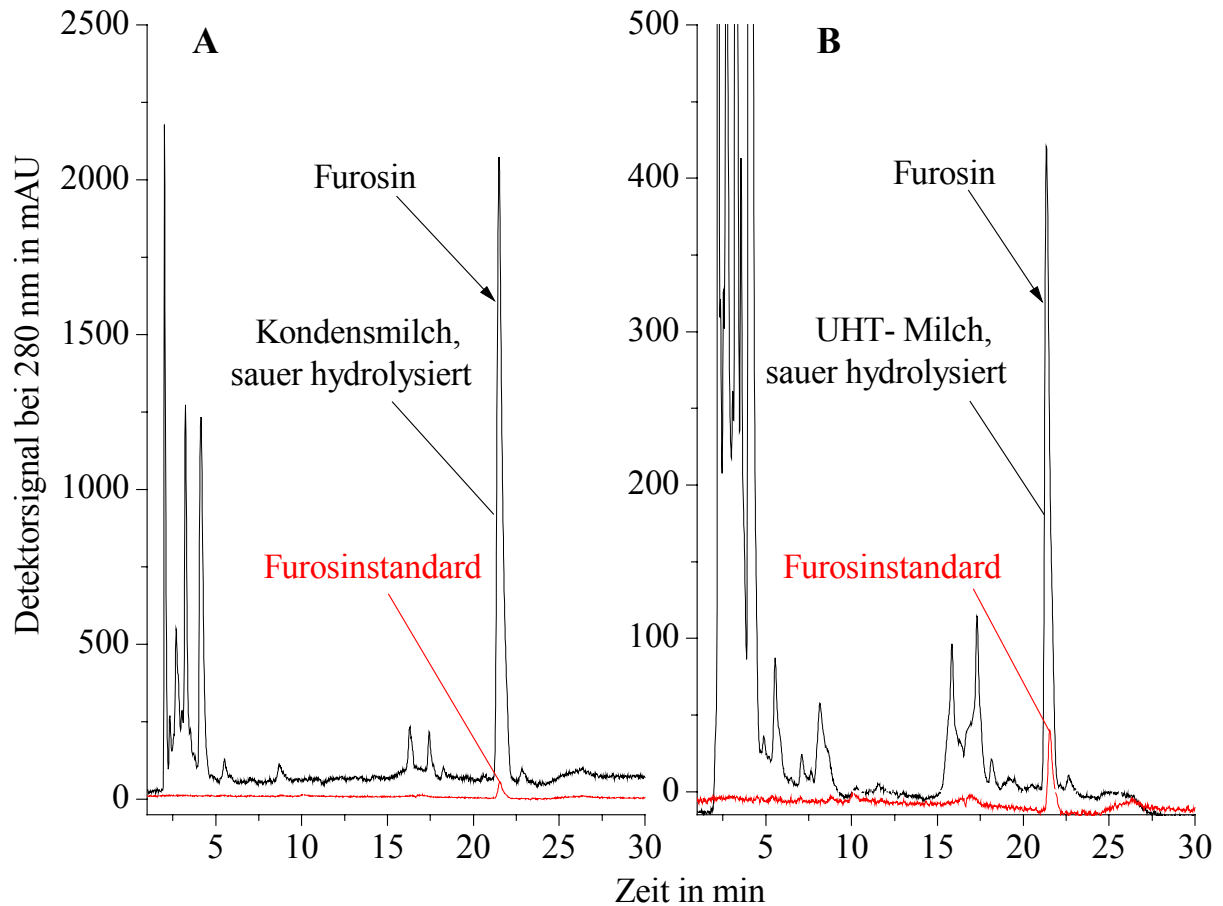 A
B
Detektorsignal bei 280 nm in mAU
2500
2000
1500
1000
500
0
Furosin
Kondensmilch,
sauer hydrolysiert
Furosinstandard
5 10 15 20 25 30
500
400
300
200
100
0
Furosin
UHT- Milch,
sauer hydrolysiert
Furosinstandard
5 10 15 20 25 30
Zeit in min